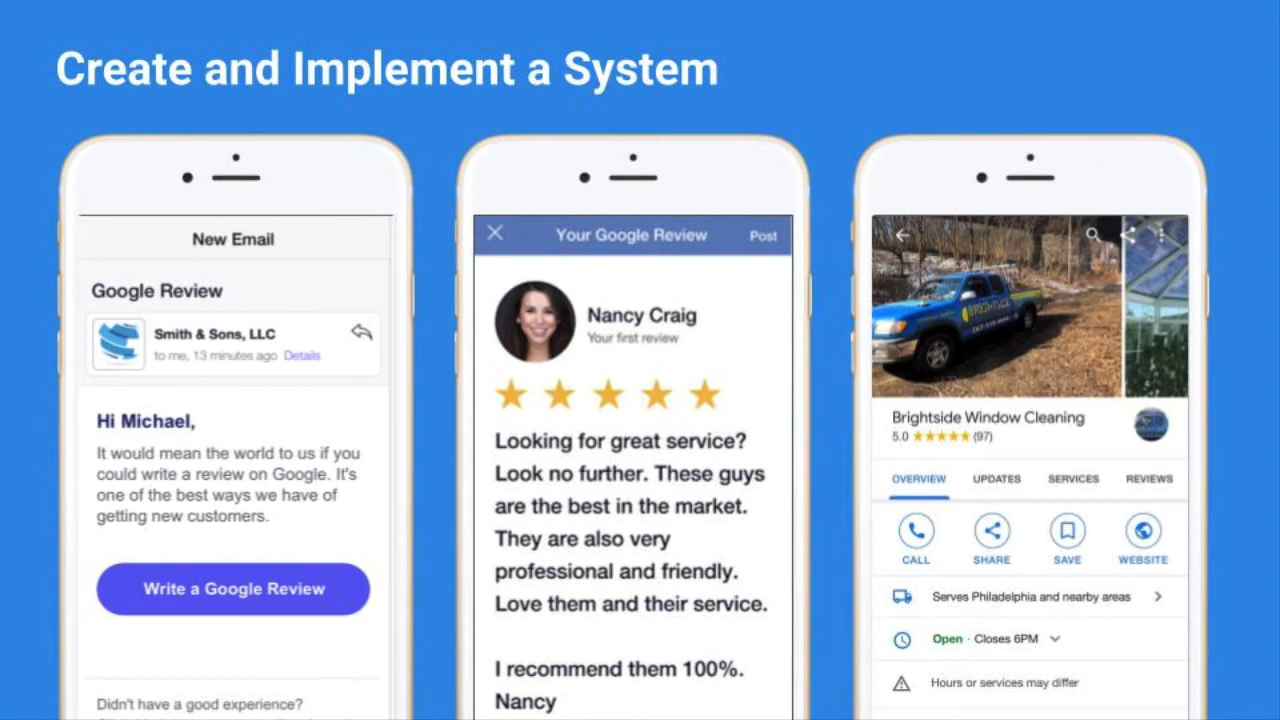 Create and Implement a System
New Email
Google Review
Smith & Sons, LLC
to me, 13 minutes ago Details
Hi Michael,
It would mean the world to us if you
could write a review on Google. It's
one of the best ways we have of
getting new customers.
Write a Google Review
Didn't have a good experience?
Your Google Review
Post
Nancy Craig
Your first review
Looking for great service?
Look no further. These guys
are the best in the market.
They are also very
professional and friendly.
Love them and their service.
I recommend them 100%.
Nancy
BRIGHTSIDE
Brightside Window Cleaning
5.0 (97)
OVERVIEW UPDATES SERVICES REVIEWS
CALL SHARE SAVE WEBSITE
Serves Philadelphia and nearby areas
Open · Closes 6PM
Hours or services may differ